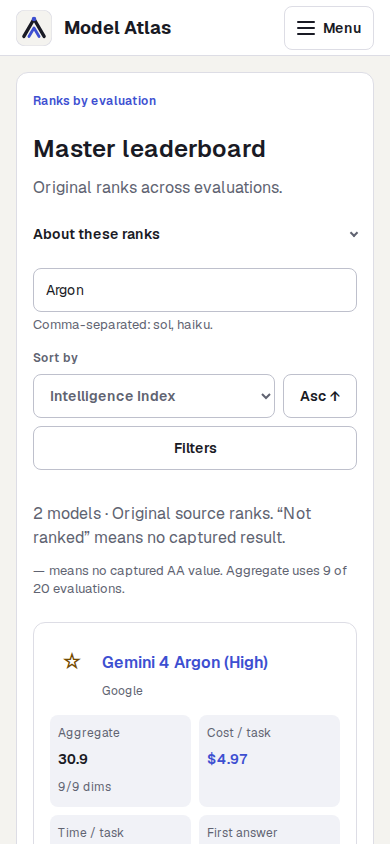 Model Atlas
Menu
Ranks by evaluation
Master leaderboard
Original ranks across evaluations.
About these ranks
Argon
Comma-separated: sol, haiku.
Sort by
Intelligence Index
Asc ↑
Filters
2 models · Original source ranks. “Not
ranked” means no captured result.
— means no captured AA value. Aggregate uses 9 of
20 evaluations.
Gemini 4 Argon (High)
Google
Aggregate
30.9
9/9 dims
Cost / task
$4.97
Time / task
First answer